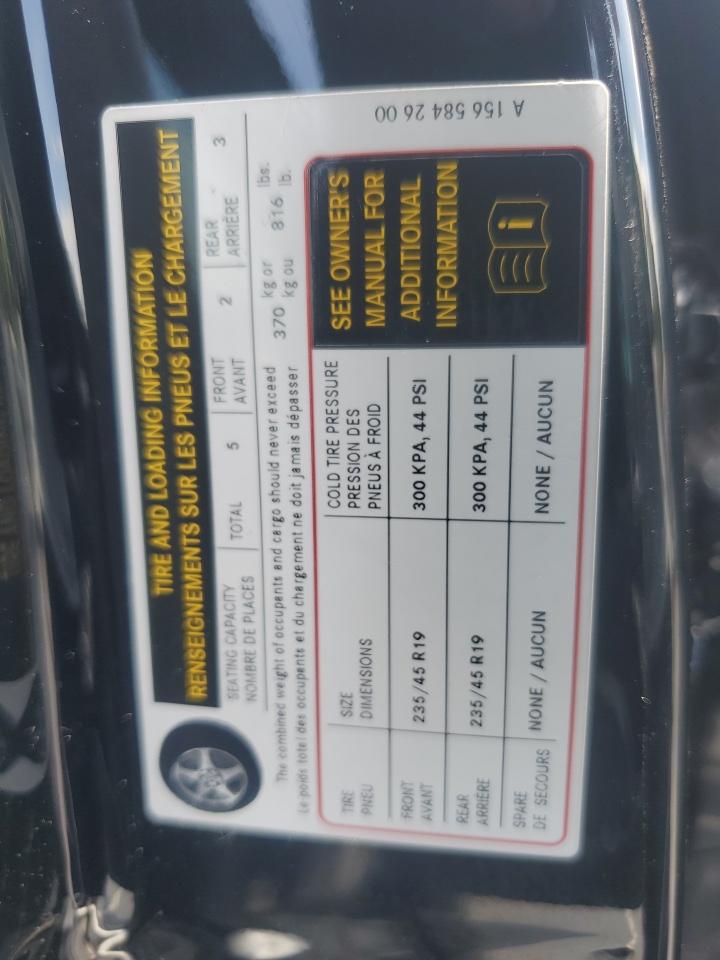 TIRE AND LOADING INFORMATION
RENSEIGNEMENTS SUR LES PNEUS ET LE CHARGEMENT
SEATING CAPACITY
NOMBRE DE PLACES
TOTAL 5
FRONT
AVANT
2
REAR
ARRIÈRE
3
The combined weight of occupants and cargo should never exceed
Le poids total des occupants et du chargement ne doit jamais dépasser
370
kg or
kg ou
816
lbs.
lb.
TIRE
PNEU
SIZE
DIMENSIONS
COLD TIRE PRESSURE
PRESSION DES
PNEUS À FROID
FRONT
AVANT
235/45 R19
300 KPA, 44 PSI
REAR
ARRIÈRE
235/45 R19
300 KPA, 44 PSI
SPARE
DE SECOURS
NONE / AUCUN
NONE / AUCUN
SEE OWNER'S
MANUAL FOR
ADDITIONAL
INFORMATION
i
A 156 584 26 00